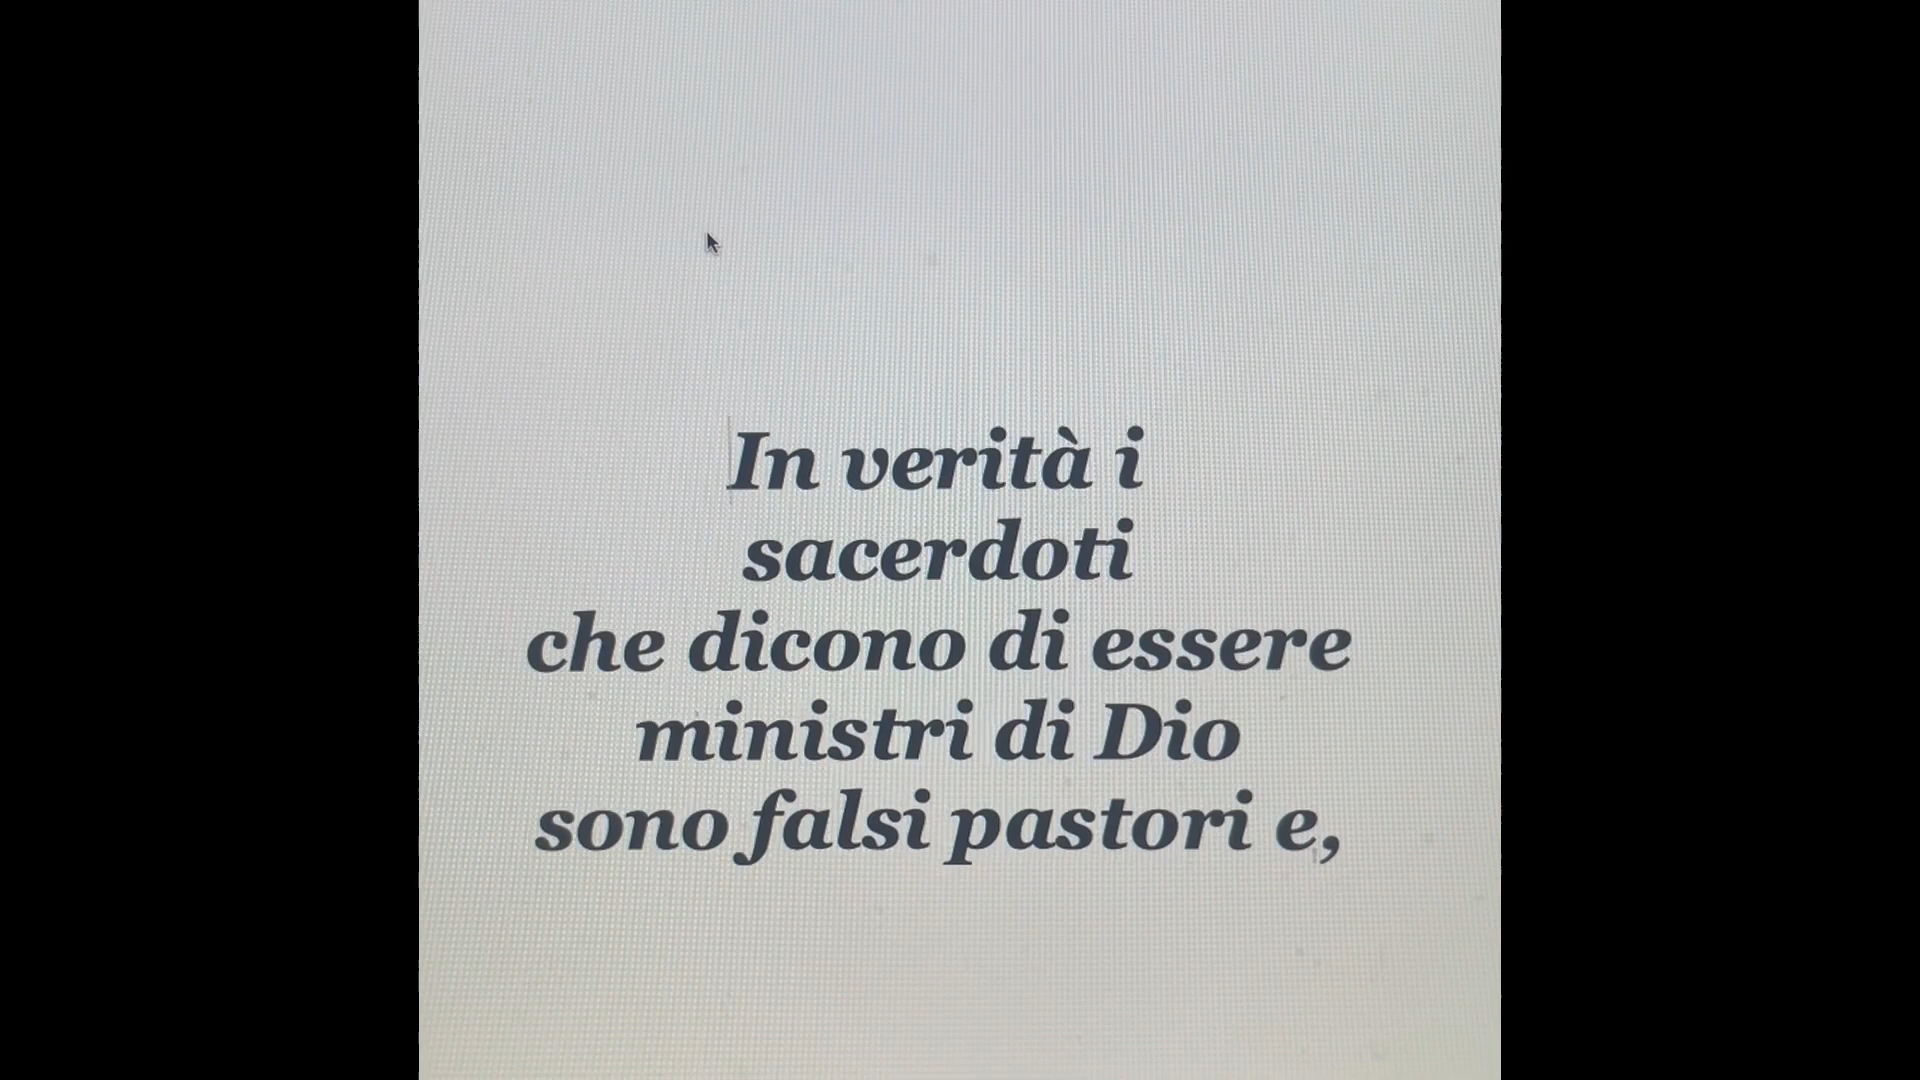 In verità i
sacerdoti
che dicono di essere
ministri di Dio
sono falsi pastori e,